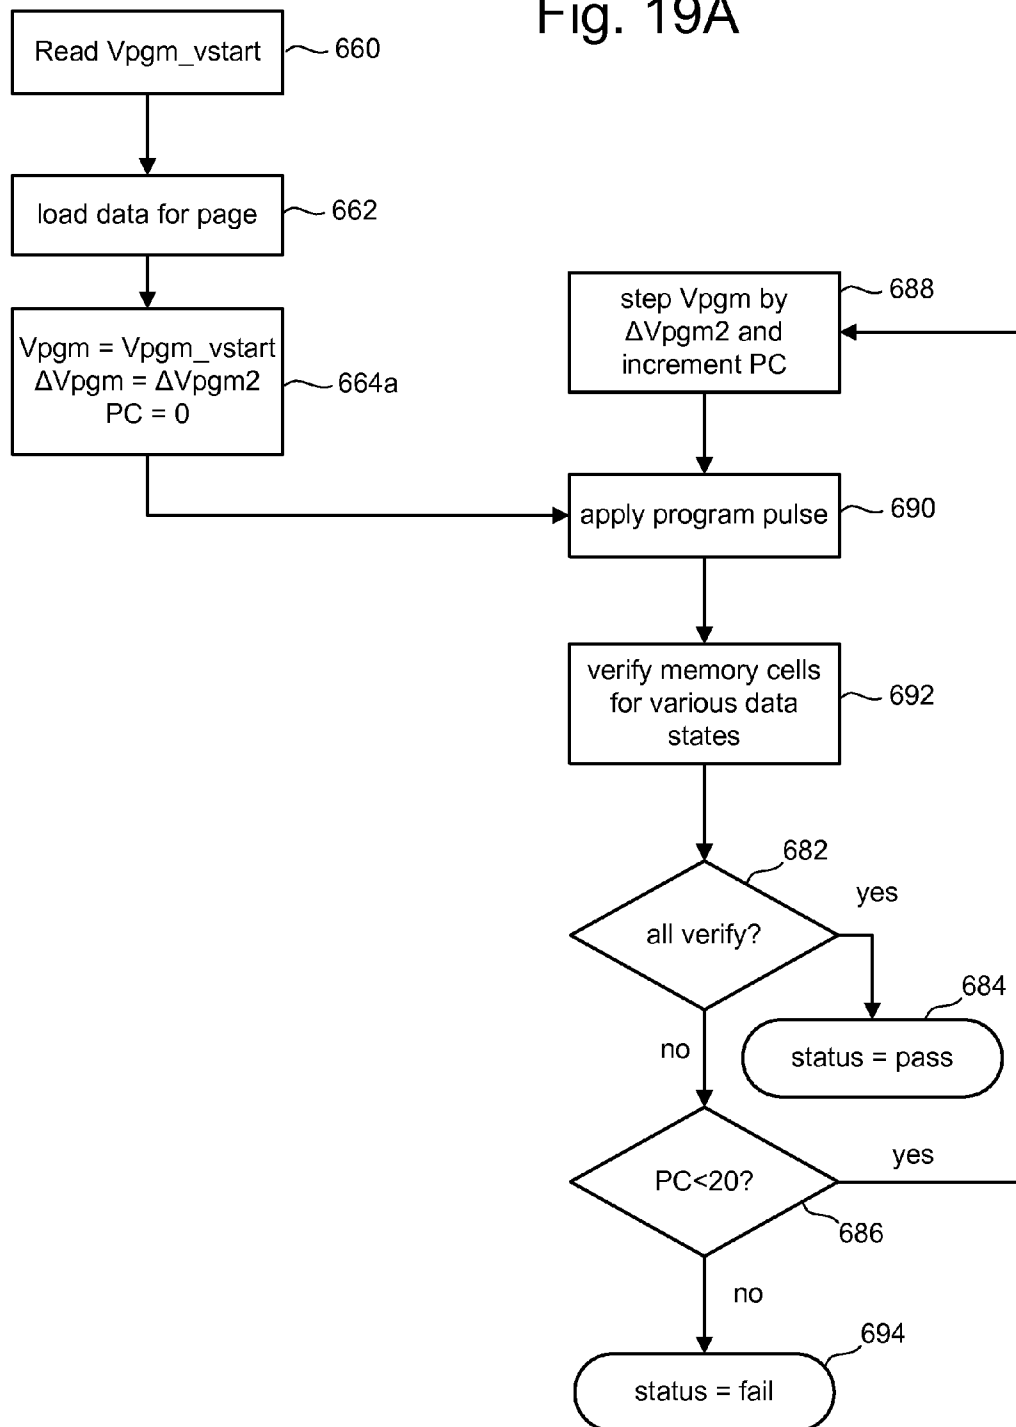 Fig. 19A
Read Vpgm_vstart
660
load data for page
662
Vpgm = Vpgm_vstart
ΔVpgm = ΔVpgm2
PC = 0
664a
step Vpgm by
ΔVpgm2 and
increment PC
688
apply program pulse
690
verify memory cells
for various data
states
692
682
all verify?
yes
684
status = pass
no
PC<20?
yes
686
no
694
status = fail